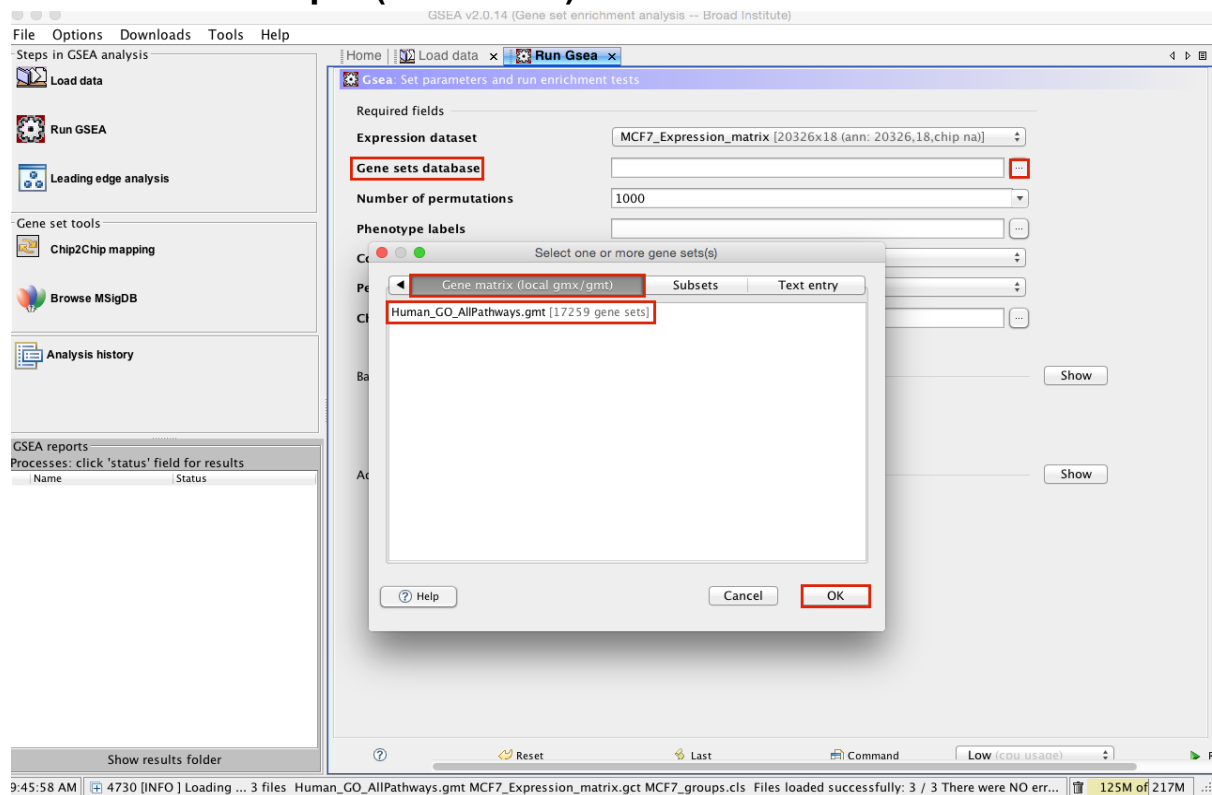 GSEA v2.0.14 (Gene set enrichment analysis -- Broad Institute)
File Options Downloads Tools Help
Steps in GSEA analysis
Load data
Run GSEA
Leading edge analysis
Gene set tools
Chip2Chip mapping
Browse MSigDB
Analysis history
GSEA reports
Processes: click 'status' field for results
Name Status
Show results folder
Home Load data x Run Gsea x
Gsea: Set parameters and run enrichment tests
Required fields
Expression dataset MCF7_Expression_matrix [20326x18 (ann: 20326,18,chip na)]
Gene sets database ...
Number of permutations 1000
Phenotype labels ...
Select one or more gene sets(s)
Gene matrix (local gmx/gmt) Subsets Text entry
Human_GO_AllPathways.gmt [17259 gene sets]
...
Show
Show
? Help Cancel OK
? Reset Last Command Low (cpu usage)
9:45:58 AM 4730 [INFO ] Loading ... 3 files Human_GO_AllPathways.gmt MCF7_Expression_matrix.gct MCF7_groups.cls Files loaded successfully: 3 / 3 There were NO err... 125M of 217M